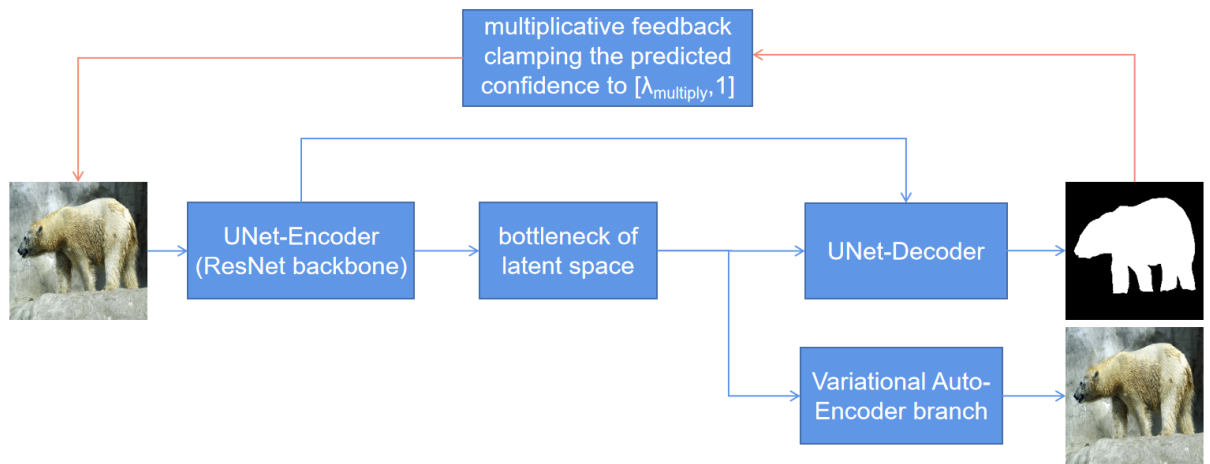 multiplicative feedback
clamping the predicted
confidence to [λmultiply,1]
UNet-Encoder
(ResNet backbone)
bottleneck of
latent space
UNet-Decoder
Variational Auto-
Encoder branch